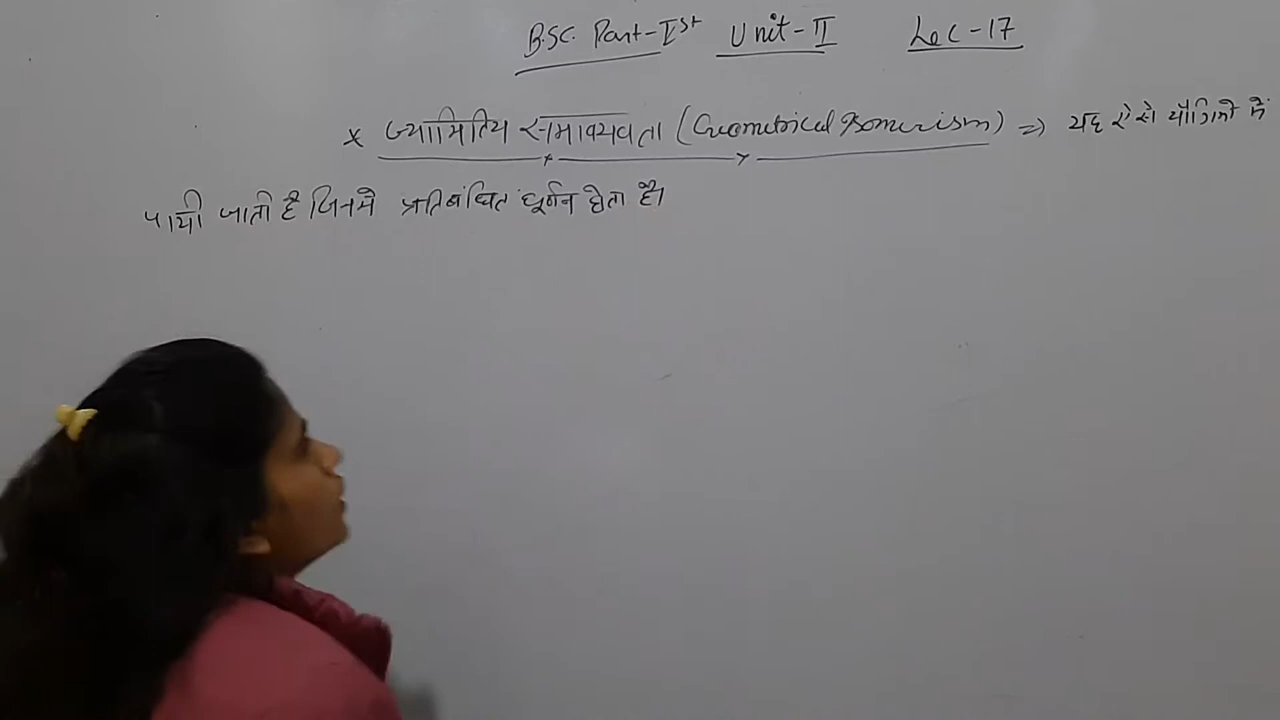 B.SC. Part-Ist Unit-II Lec-17
× ज्यामितिय समावयवता (Geometrical Isomerism) ⇒ यह ऐसे यौगिको मे
पायी जाती है जिनमे प्रतिबंधित घूर्णन होता है।